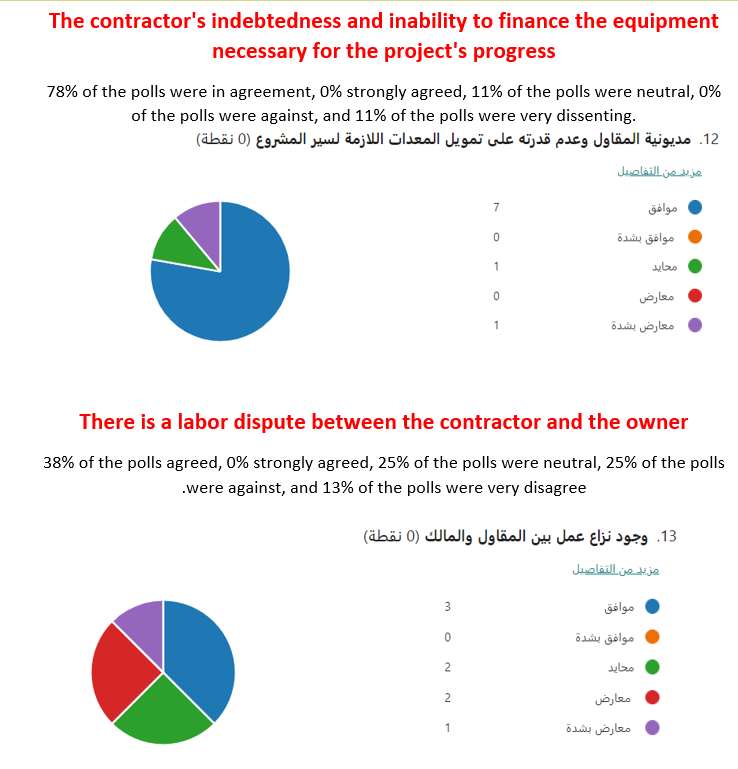 The contractor's indebtedness and inability to finance the equipment
necessary for the project's progress
78% of the polls were in agreement, 0% strongly agreed, 11% of the polls were neutral, 0%
of the polls were against, and 11% of the polls were very dissenting.
12. مديونية المقاول وعدم قدرته على تمويل المعدات اللازمة لسير المشروع (0 نقطة)
مزيد من التفاصيل
موافق 7
موافق بشدة 0
محايد 1
معارض 0
معارض بشدة 1
There is a labor dispute between the contractor and the owner
38% of the polls agreed, 0% strongly agreed, 25% of the polls were neutral, 25% of the polls
.were against, and 13% of the polls were very disagree
13. وجود نزاع عمل بين المقاول والمالك (0 نقطة)
مزيد من التفاصيل
موافق 3
موافق بشدة 0
محايد 2
معارض 2
معارض بشدة 1